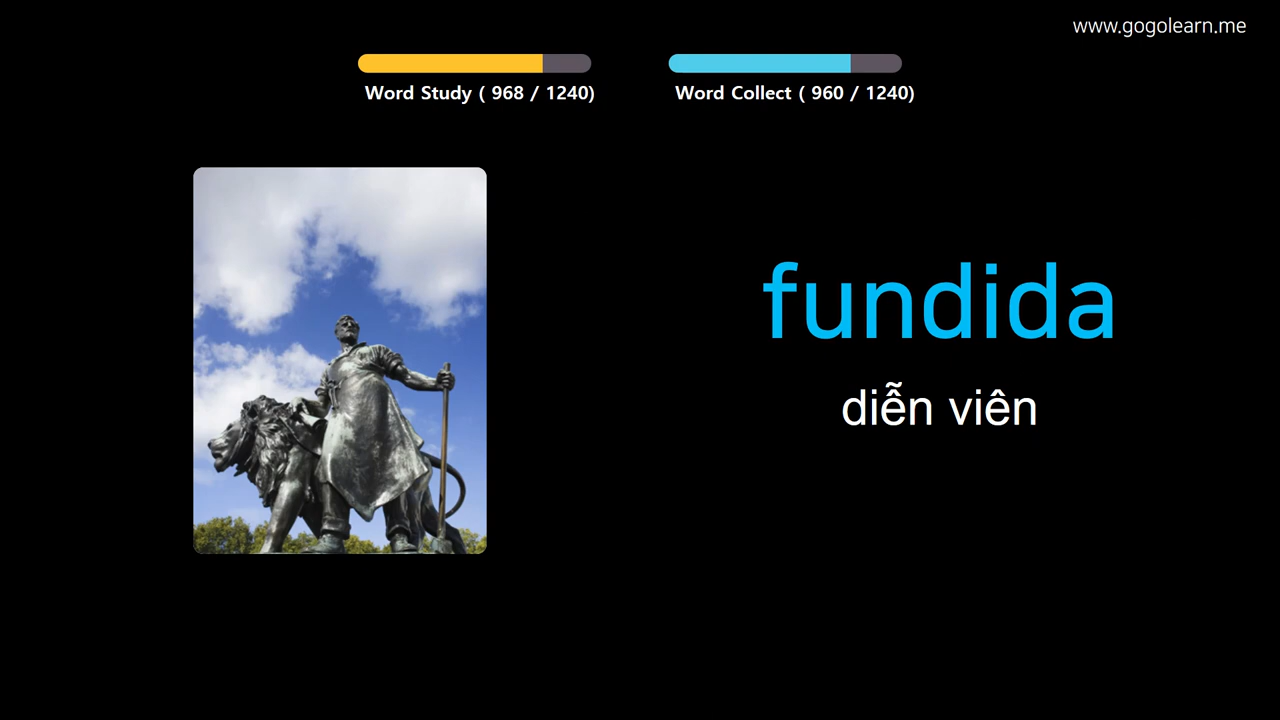 www.gogolearn.me
Word Study ( 968 / 1240)
Word Collect ( 960 / 1240)
fundida
diễn viên